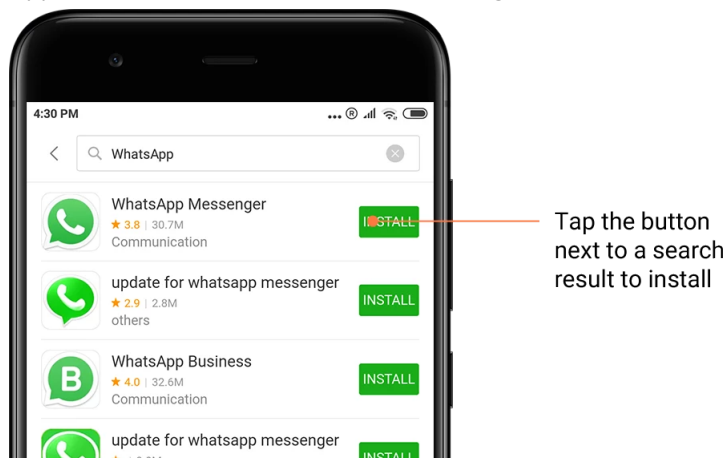 4:30 PM
WhatsApp
WhatsApp Messenger
★ 3.8 | 30.7M
Communication
INSTALL
Tap the button
next to a search
result to install
update for whatsapp messenger
★ 2.9 | 2.8M
others
INSTALL
WhatsApp Business
★ 4.0 | 32.6M
Communication
INSTALL
B
update for whatsapp messenger
INSTALL